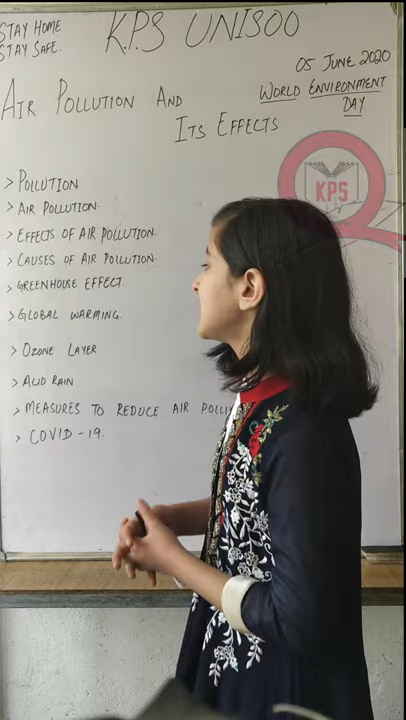 STAY HOME
STAY SAFE.
K.P.S UNISOO
05 JUNE 2020
WORLD ENVIRONMENT
DAY
AIR POLLUTION AND
ITS EFFECTS
KPS
> POLLUTION
> AIR POLLUTION.
> EFFECTS OF AIR POLLUTION.
> CAUSES OF AIR POLLUTION.
> GREENHOUSE EFFECT.
> GLOBAL WARMING.
> OZONE LAYER
> ACID RAIN
> MEASURES TO REDUCE AIR POLLU
> COVID-19.